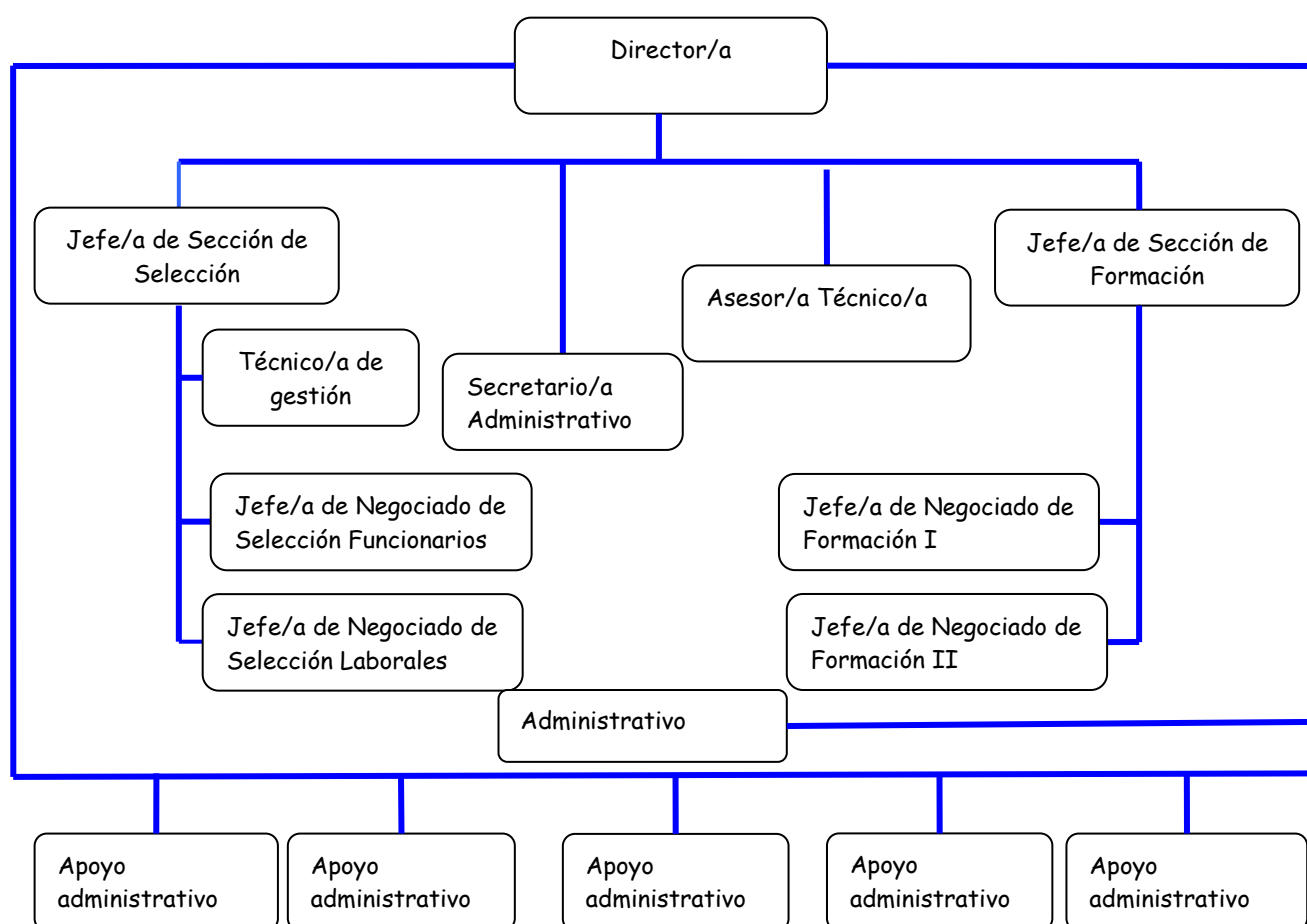 Director/a
Jefe/a de Sección de
Selección
Jefe/a de Sección de
Formación
Asesor/a Técnico/a
Técnico/a de
gestión
Secretario/a
Administrativo
Jefe/a de Negociado de
Selección Funcionarios
Jefe/a de Negociado de
Formación I
Jefe/a de Negociado de
Selección Laborales
Jefe/a de Negociado de
Formación II
Administrativo
Apoyo
administrativo
Apoyo
administrativo
Apoyo
administrativo
Apoyo
administrativo
Apoyo
administrativo